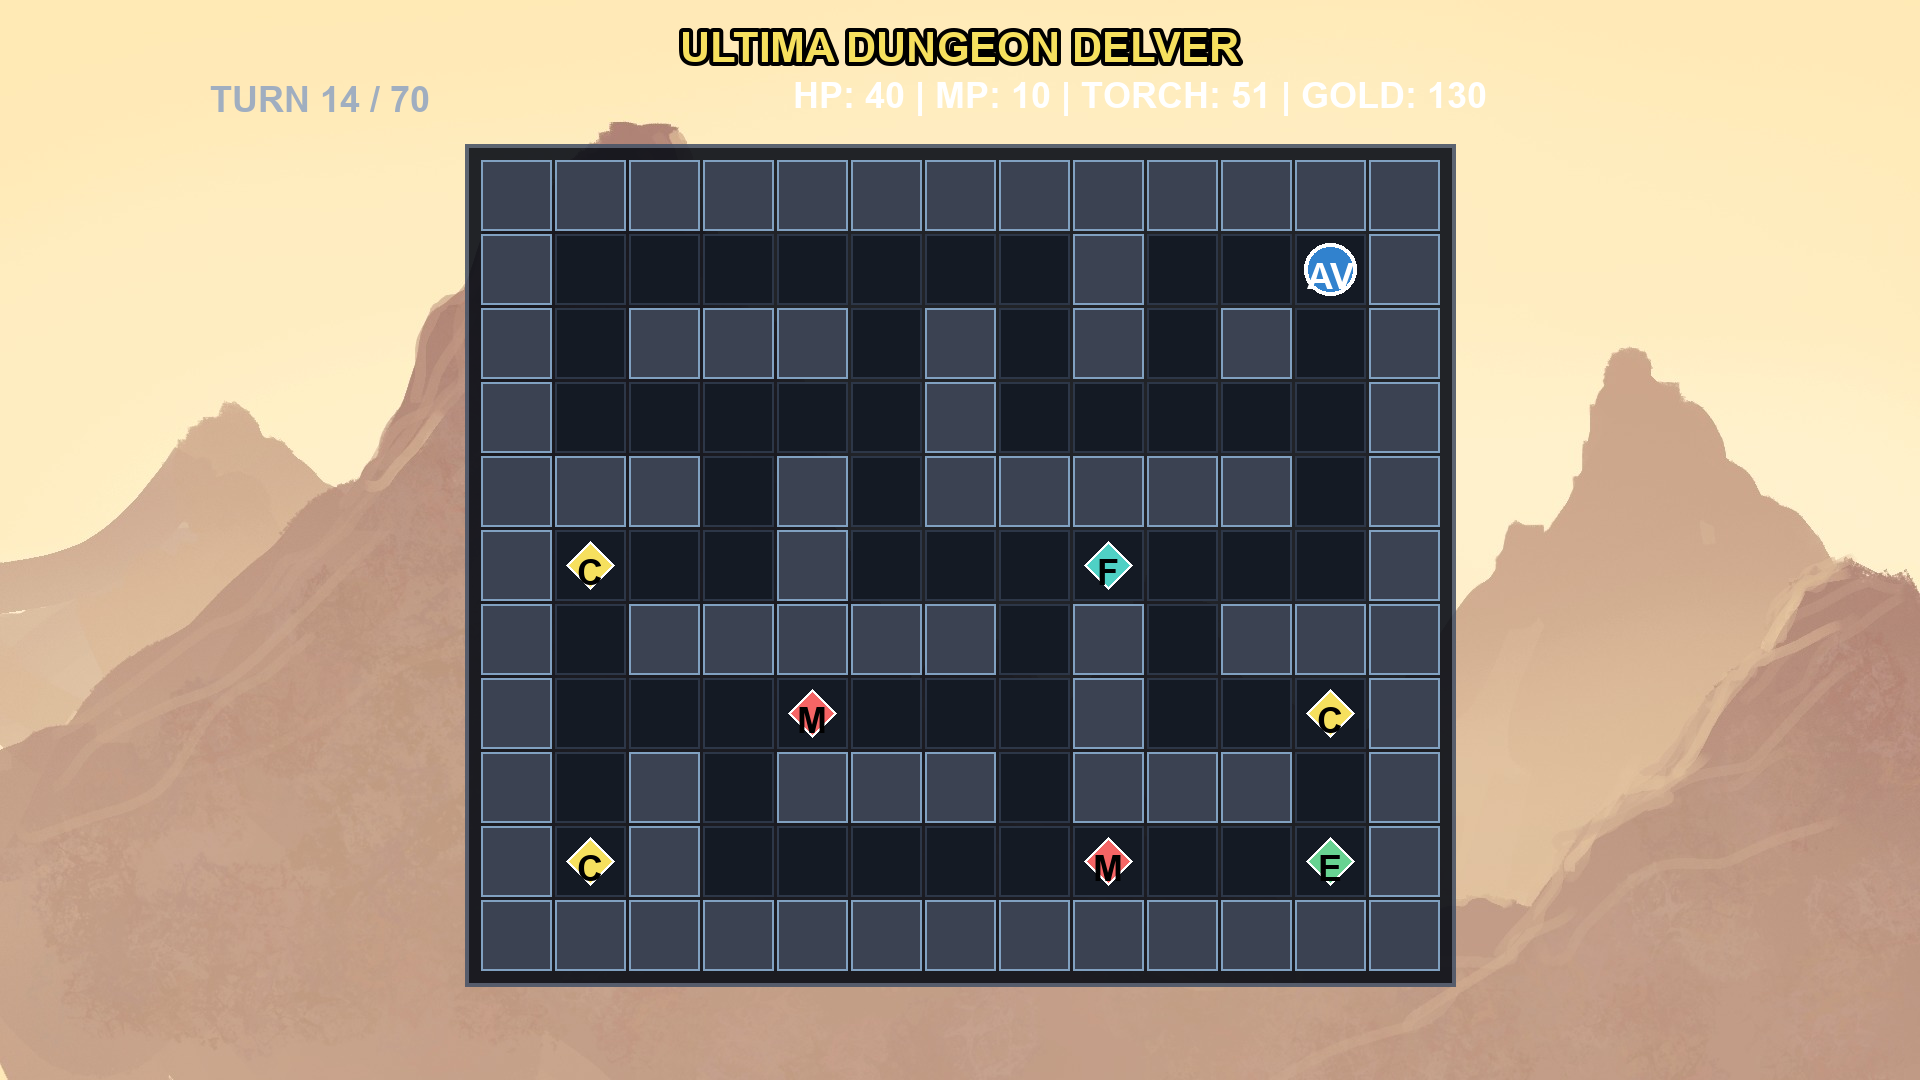 ULTIMA DUNGEON DELVER
TURN 14 / 70
HP: 40 | MP: 10 | TORCH: 51 | GOLD: 130
AV
C
F
M
C
C
M
E